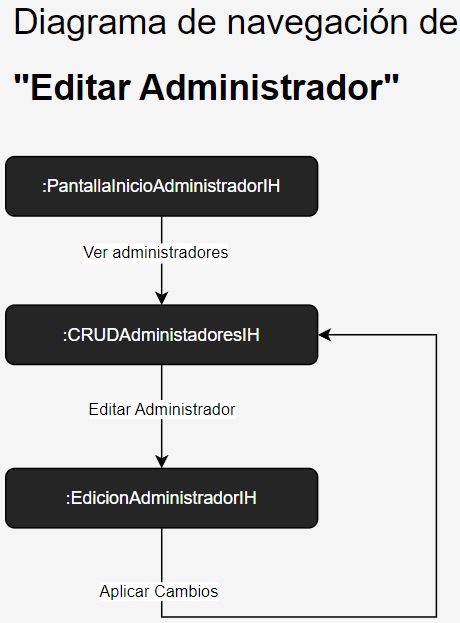 Diagrama de navegación de
"Editar Administrador"
:PantallaInicioAdministradorIH
Ver administradores
:CRUDAdministadoresIH
Editar Administrador
:EdicionAdministradorIH
Aplicar Cambios